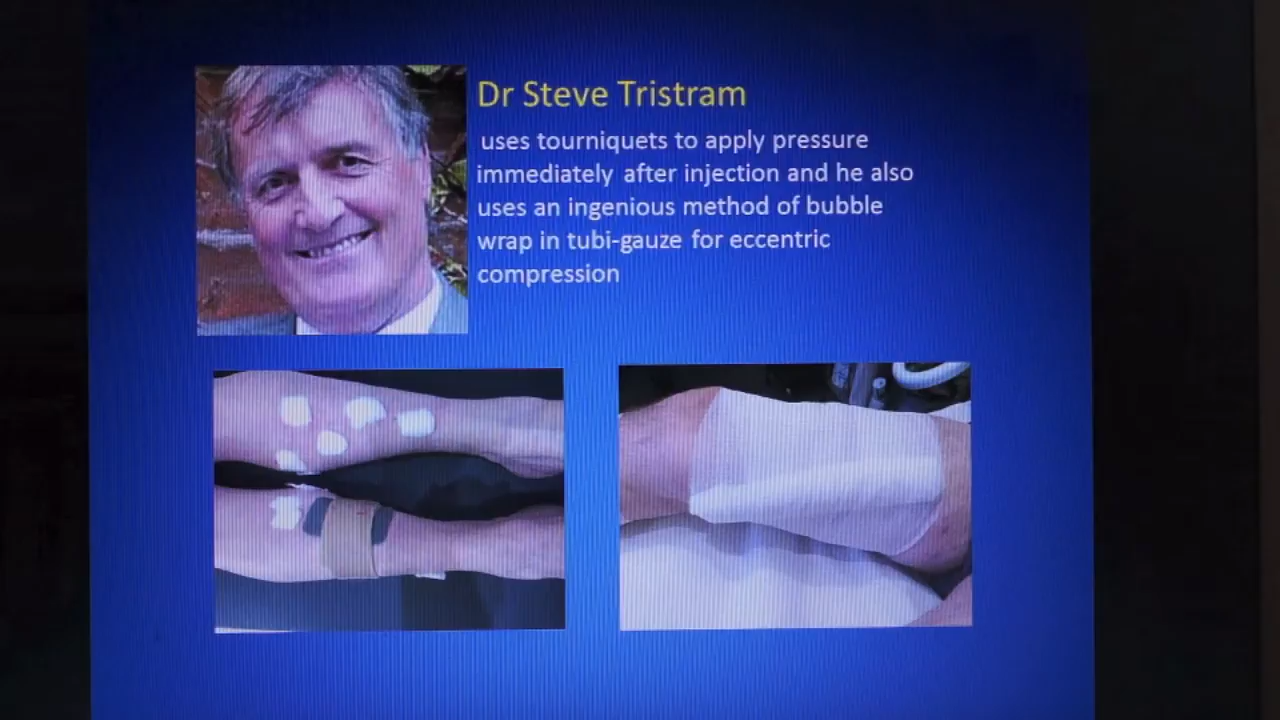 Dr Steve Tristram
uses tourniquets to apply pressure
immediately after injection and he also
uses an ingenious method of bubble
wrap in tubi-gauze for eccentric
compression